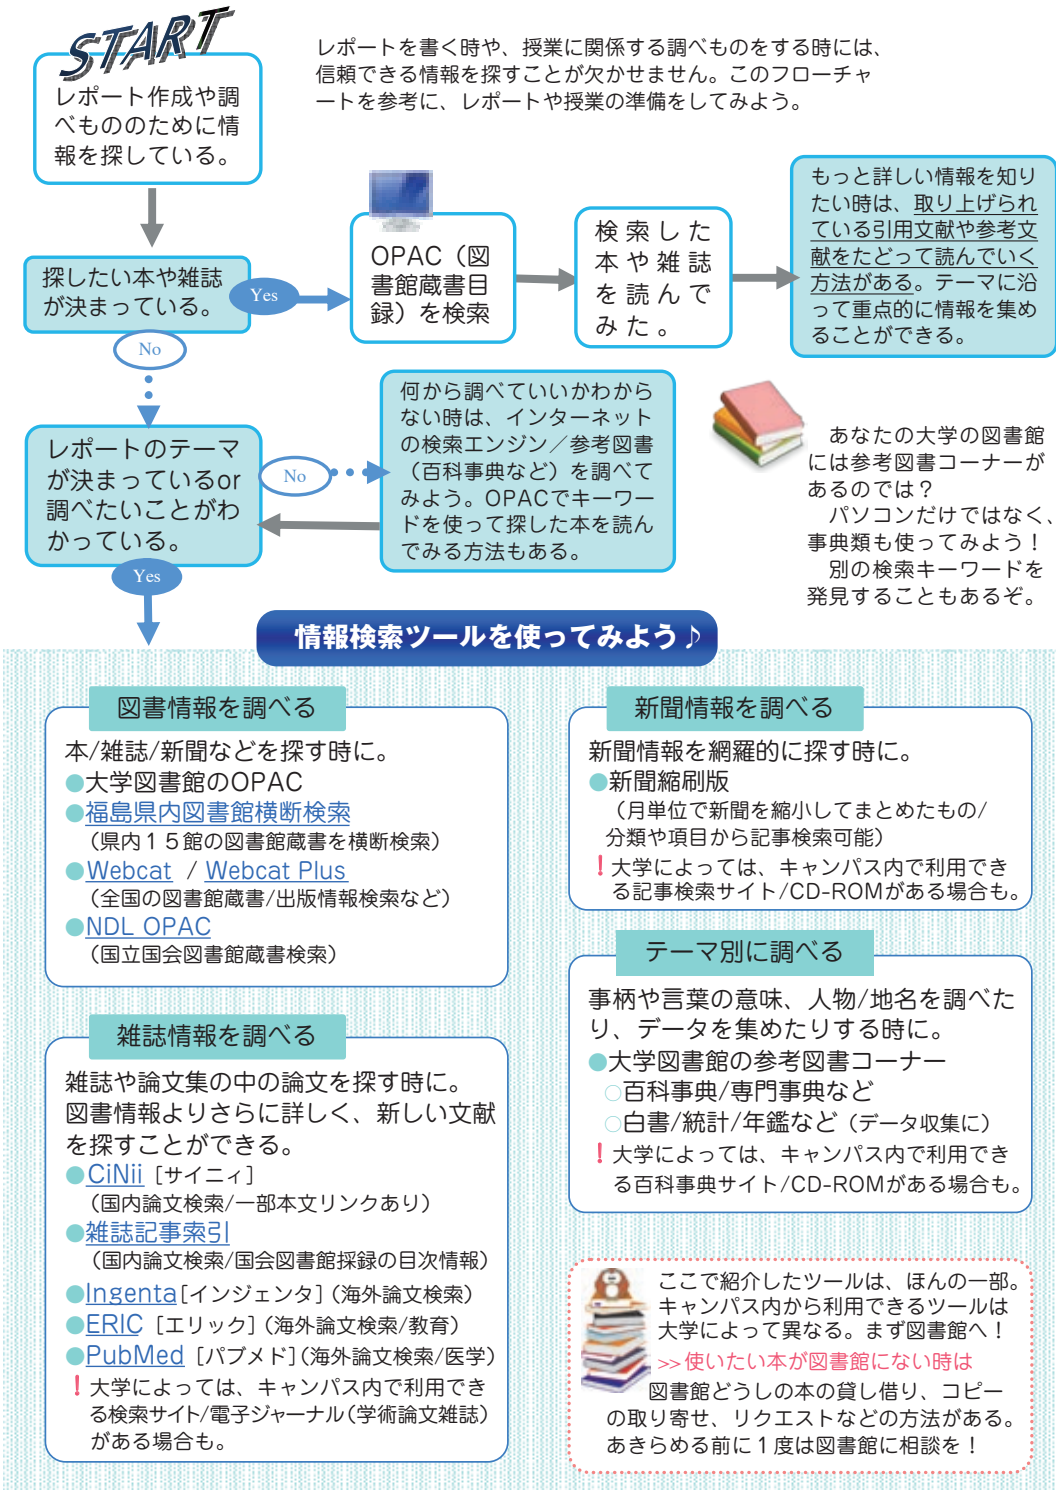 START
レポート作成や調
べもののために情
報を探している。
レポートを書く時や、授業に関係する調べものをする時には、
信頼できる情報を探すことが欠かせません。このフローチャ
ートを参考に、レポートや授業の準備をしてみよう。
探したい本や雑誌
が決まっている。
Yes
OPAC（図
書館蔵書目
録）を検索
検索した
本や雑誌
を読んで
みた。
もっと詳しい情報を知り
たい時は、取り上げられ
ている引用文献や参考文
献をたどって読んでいく
方法がある。テーマに沿
って重点的に情報を集め
ることができる。
No
レポートのテーマ
が決まっているor
調べたいことがわ
かっている。
No
何から調べていいかわから
ない時は、インターネット
の検索エンジン／参考図書
（百科事典など）を調べて
みよう。OPACでキーワー
ドを使って探した本を読ん
でみる方法もある。
あなたの大学の図書館
には参考図書コーナーが
あるのでは？
パソコンだけではなく、
事典類も使ってみよう！
別の検索キーワードを
発見することもあるぞ。
Yes
情報検索ツールを使ってみよう♪
図書情報を調べる
本/雑誌/新聞などを探す時に。
●大学図書館のOPAC
●福島県内図書館横断検索
（県内１５館の図書館蔵書を横断検索）
●Webcat / Webcat Plus
（全国の図書館蔵書/出版情報検索など）
●NDL OPAC
（国立国会図書館蔵書検索）
雑誌情報を調べる
雑誌や論文集の中の論文を探す時に。
図書情報よりさらに詳しく、新しい文献
を探すことができる。
●CiNii［サイニィ］
（国内論文検索/一部本文リンクあり）
●雑誌記事索引
（国内論文検索/国会図書館採録の目次情報）
●Ingenta［インジェンタ］（海外論文検索）
●ERIC［エリック］（海外論文検索/教育）
●PubMed［パブメド］（海外論文検索/医学）
！大学によっては、キャンパス内で利用でき
る検索サイト/電子ジャーナル（学術論文雑誌）
がある場合も。
新聞情報を調べる
新聞情報を網羅的に探す時に。
●新聞縮刷版
（月単位で新聞を縮小してまとめたもの/
分類や項目から記事検索可能）
！大学によっては、キャンパス内で利用でき
る記事検索サイト/CD-ROMがある場合も。
テーマ別に調べる
事柄や言葉の意味、人物/地名を調べた
り、データを集めたりする時に。
●大学図書館の参考図書コーナー
○百科事典/専門事典など
○白書/統計/年鑑など（データ収集に）
！大学によっては、キャンパス内で利用でき
る百科事典サイト/CD-ROMがある場合も。
ここで紹介したツールは、ほんの一部。
キャンパス内から利用できるツールは
大学によって異なる。まず図書館へ！
>>使いたい本が図書館にない時は
図書館どうしの本の貸し借り、コピー
の取り寄せ、リクエストなどの方法がある。
あきらめる前に１度は図書館に相談を！